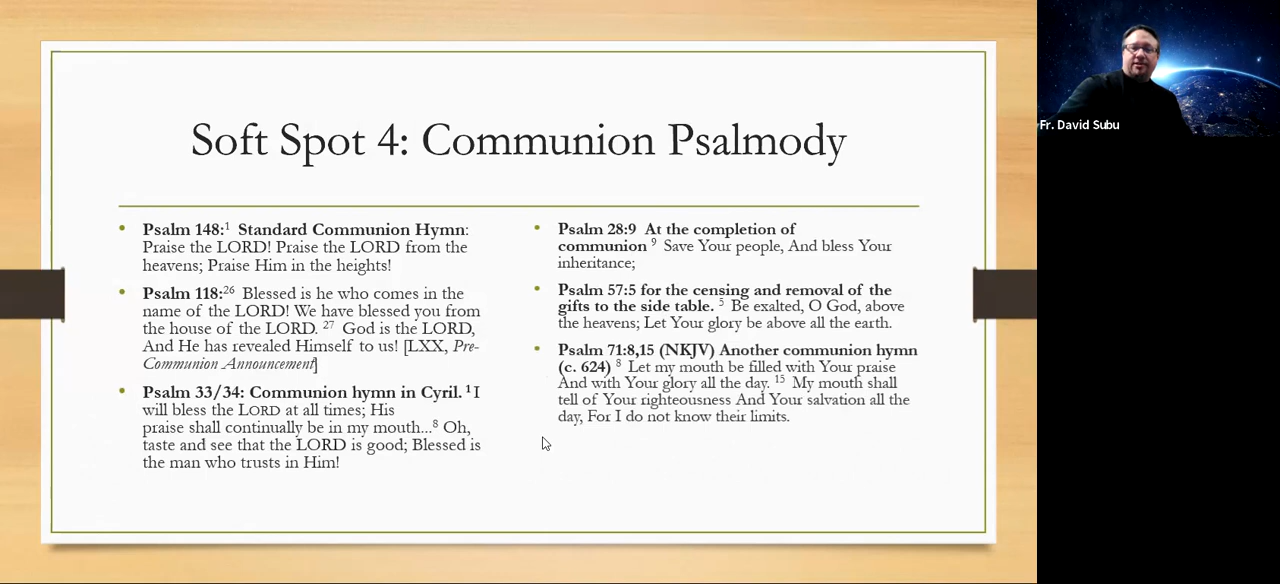 Soft Spot 4: Communion Psalmody
• Psalm 148:¹ Standard Communion Hymn:
Praise the LORD! Praise the LORD from the
heavens; Praise Him in the heights!
• Psalm 118:²⁶ Blessed is he who comes in the
name of the LORD! We have blessed you from
the house of the LORD. ²⁷ God is the LORD,
And He has revealed Himself to us! [LXX, Pre-
Communion Announcement]
• Psalm 33/34: Communion hymn in Cyril. ¹ I
will bless the LORD at all times; His
praise shall continually be in my mouth...⁸ Oh,
taste and see that the LORD is good; Blessed is
the man who trusts in Him!
• Psalm 28:9 At the completion of
communion ⁹ Save Your people, And bless Your
inheritance;
• Psalm 57:5 for the censing and removal of the
gifts to the side table. ⁵ Be exalted, O God, above
the heavens; Let Your glory be above all the earth.
• Psalm 71:8,15 (NKJV) Another communion hymn
(c. 624) ⁸ Let my mouth be filled with Your praise
And with Your glory all the day. ¹⁵ My mouth shall
tell of Your righteousness And Your salvation all the
day, For I do not know their limits.
Fr. David Subu